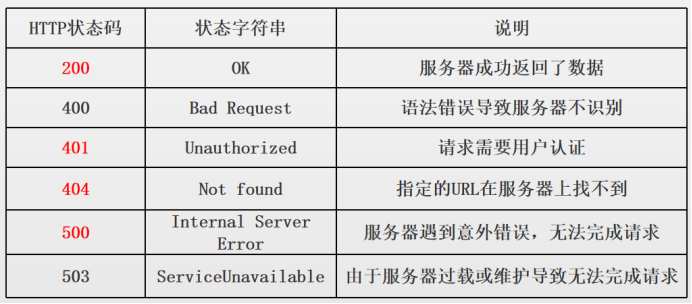 HTTP状态码 状态字符串 说明
200 OK 服务器成功返回了数据
400 Bad Request 语法错误导致服务器不识别
401 Unauthorized 请求需要用户认证
404 Not found 指定的URL在服务器上找不到
500 Internal Server
Error 服务器遇到意外错误，无法完成请求
503 ServiceUnavailable 由于服务器过载或维护导致无法完成请求